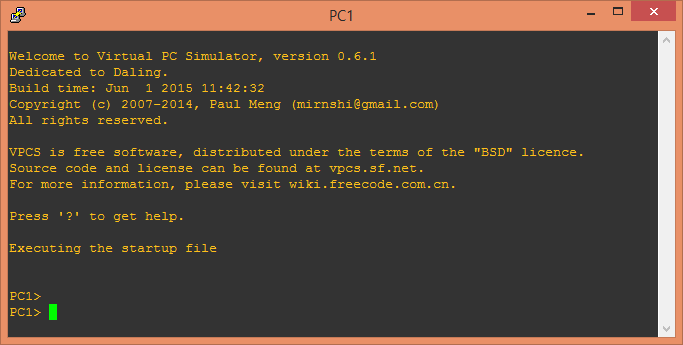 PC1
Welcome to Virtual PC Simulator, version 0.6.1
Dedicated to Daling.
Build time: Jun  1 2015 11:42:32
Copyright (c) 2007-2014, Paul Meng (mirnshi@gmail.com)
All rights reserved.
VPCS is free software, distributed under the terms of the "BSD" licence.
Source code and license can be found at vpcs.sf.net.
For more information, please visit wiki.freecode.com.cn.
Press '?' to get help.
Executing the startup file
PC1>
PC1>